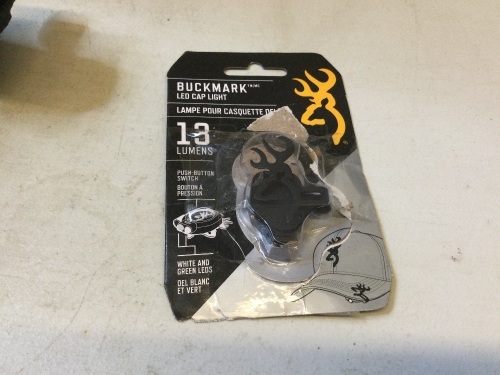 BUCKMARK
LED CAP LIGHT
LAMPE POUR CASQUETTE
13
LUMENS
PUSH-BUTTON
SWITCH
BOUTON À
PRESSION
WHITE AND
GREEN LEDS
DEL BLANC
ET VERT